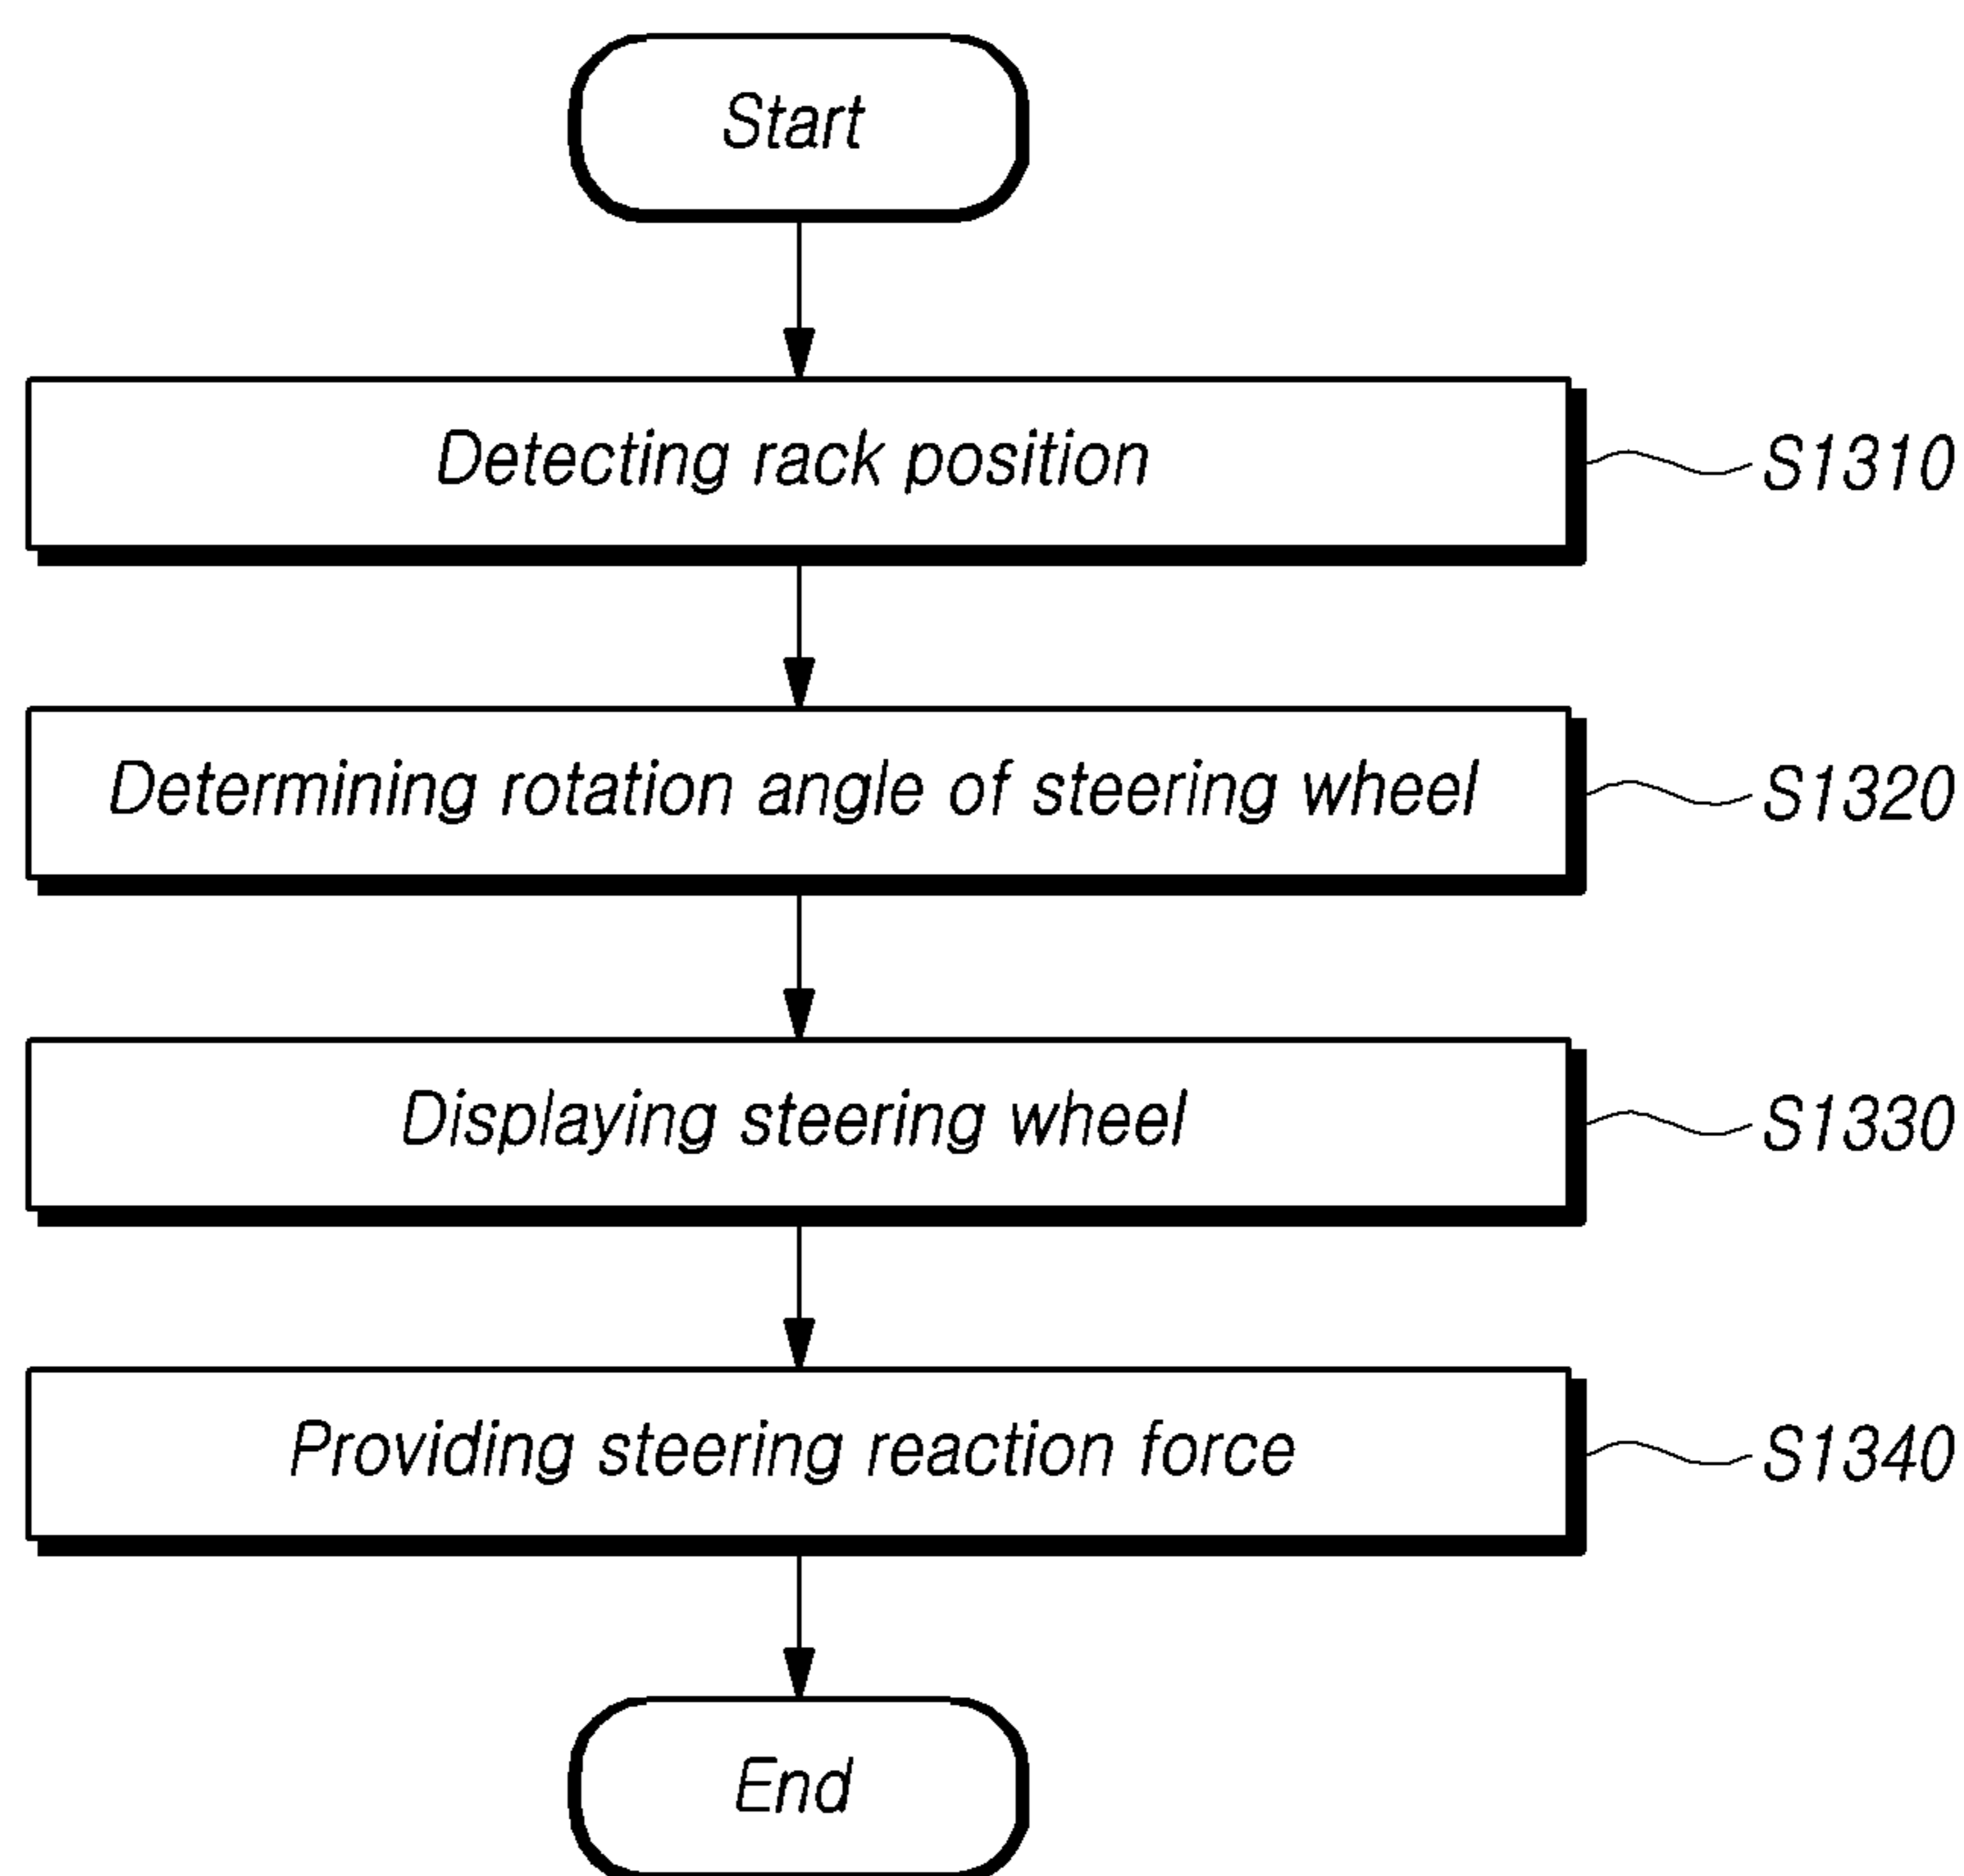 Start
Detecting rack position
S1310
Determining rotation angle of steering wheel
S1320
Displaying steering wheel
S1330
Providing steering reaction force
S1340
End